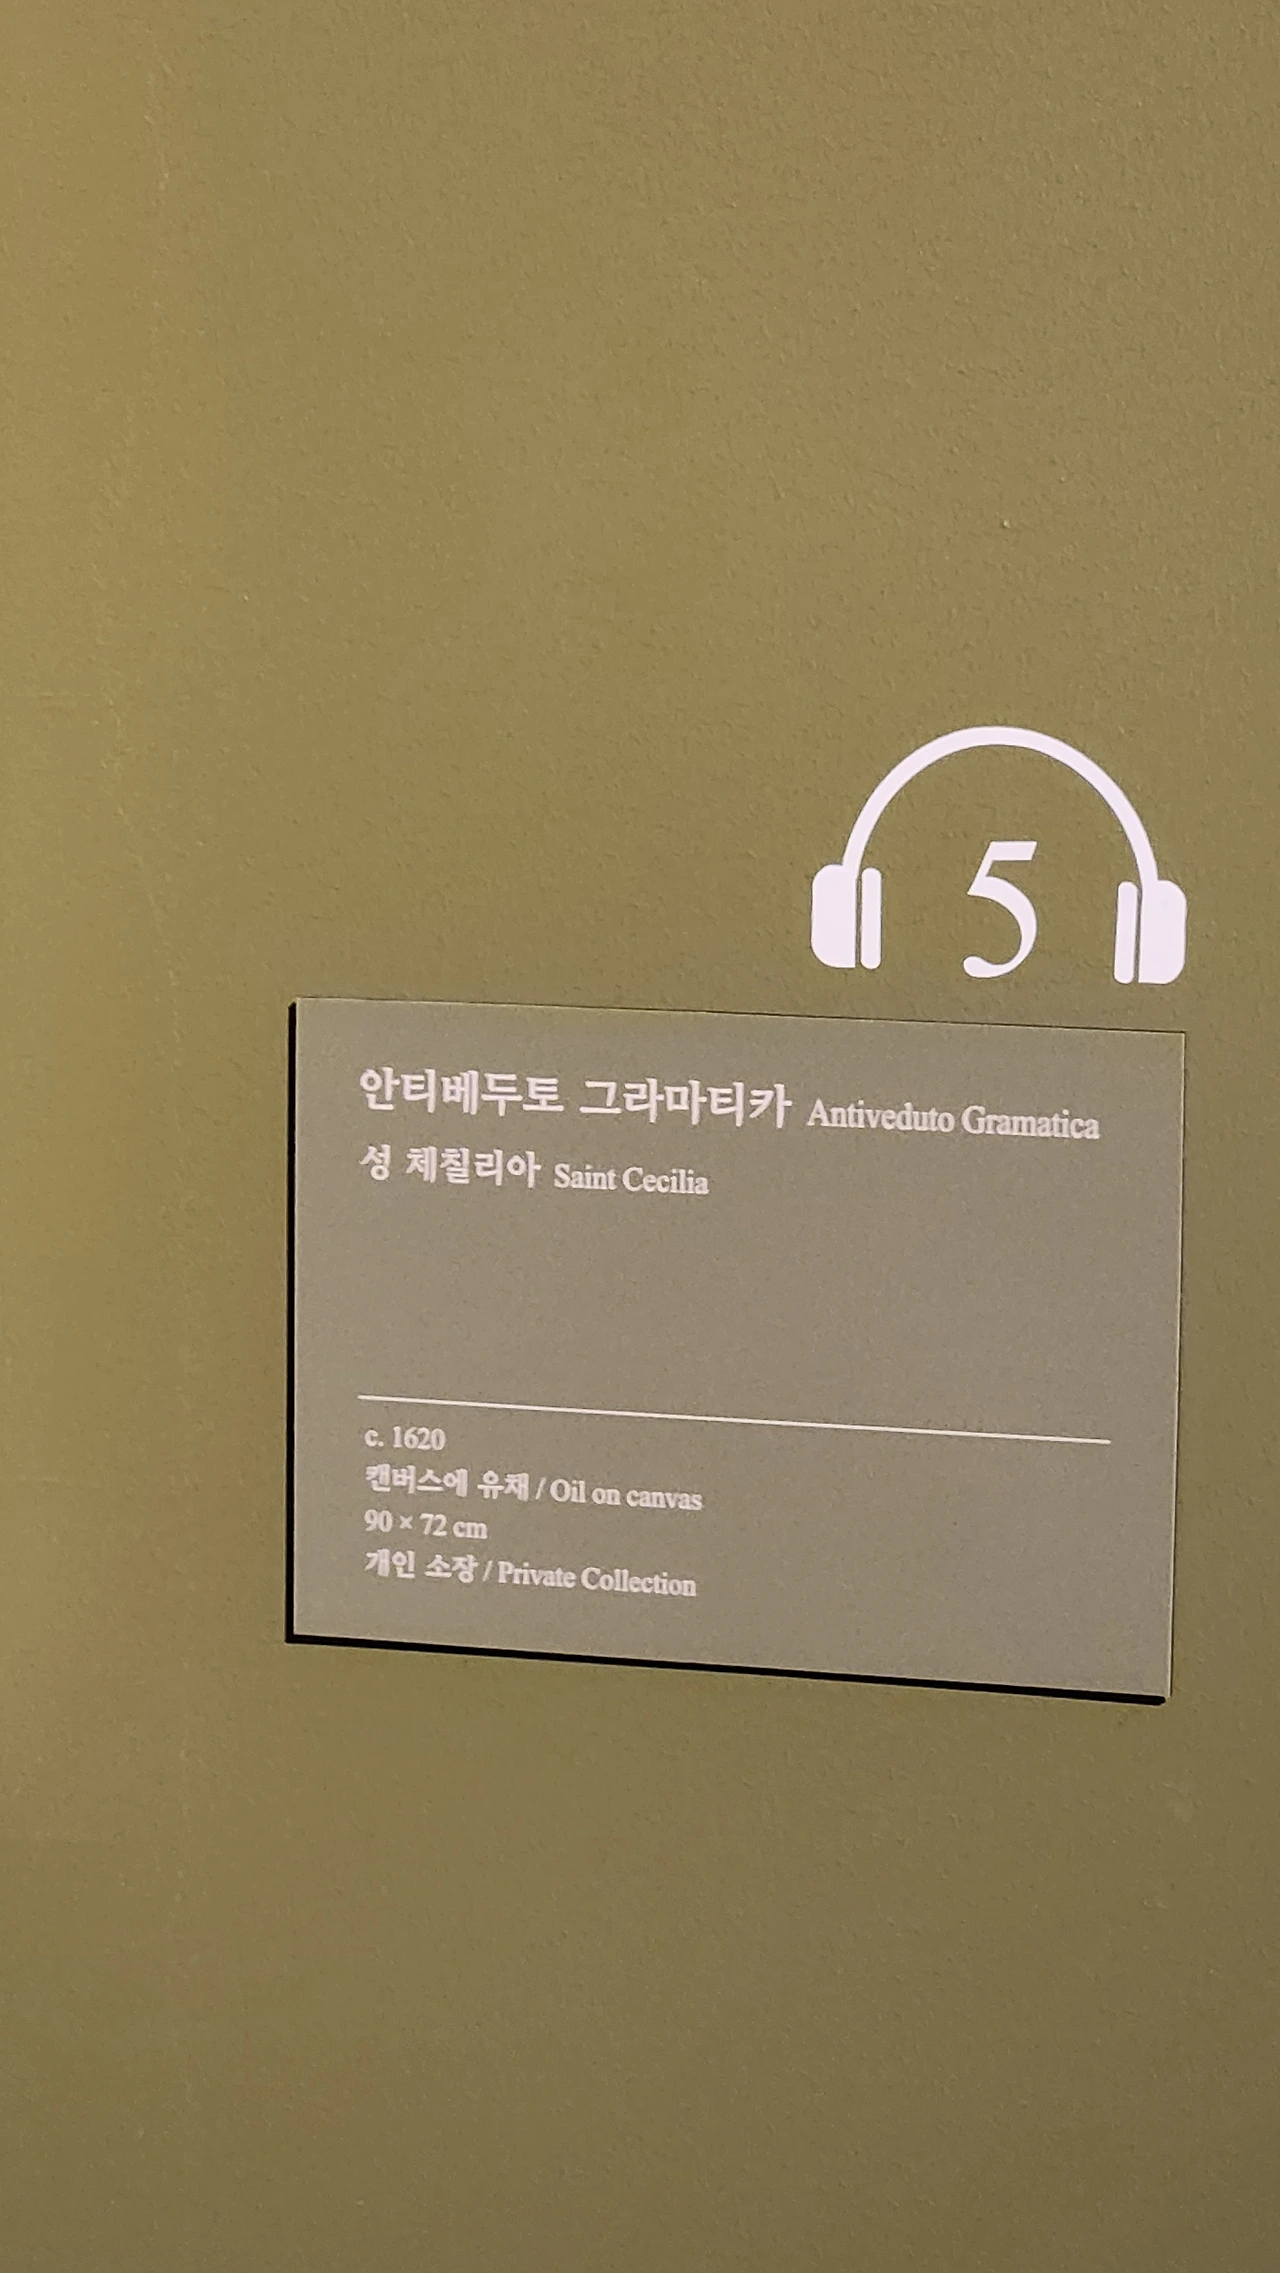 5
안티베두토 그라마티카 Antiveduto Gramatica
성 체칠리아 Saint Cecilia
c. 1620
캔버스에 유채 / Oil on canvas
90 × 72 cm
개인 소장 / Private Collection